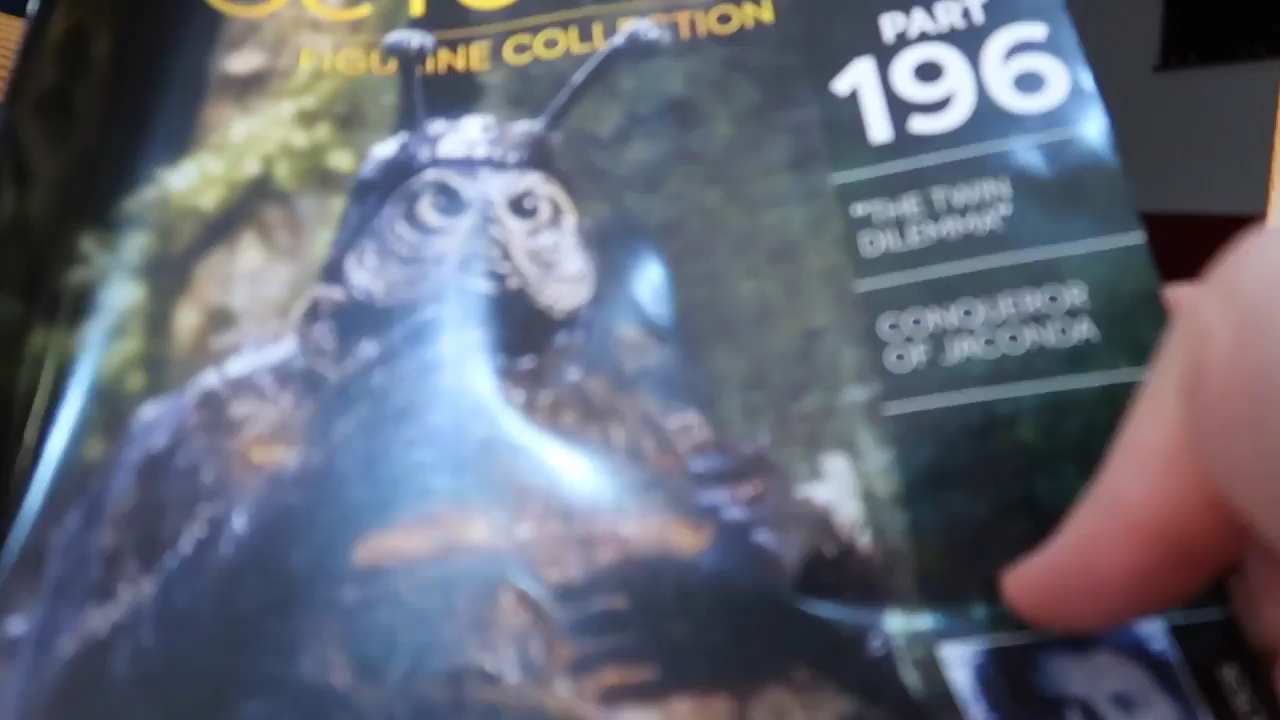 FIGURINE COLLECTION
PART
196
"THE TWIN
DILEMMA"
CONQUEROR
OF JACONDA